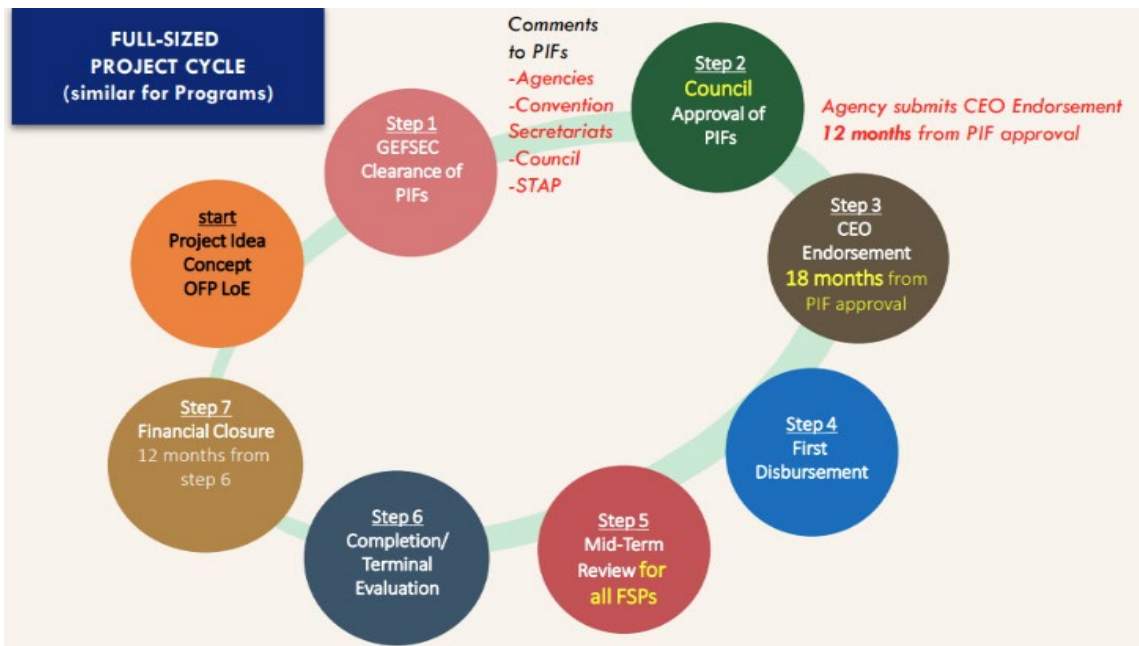 FULL-SIZED
PROJECT CYCLE
(similar for Programs)
Comments
to PIFs
-Agencies
-Convention
Secretariats
-Council
-STAP
Step 2
Council
Approval of
PIFs
Agency submits CEO Endorsement
12 months from PIF approval
Step 1
GEFSEC
Clearance of
PIFs
Step 3
CEO
Endorsement
18 months from
PIF approval
start
Project Idea
Concept
OFP LoE
Step 4
First
Disbursement
Step 7
Financial Closure
12 months from
step 6
Step 6
Completion/
Terminal
Evaluation
Step 5
Mid-Term
Review for
all FSPs